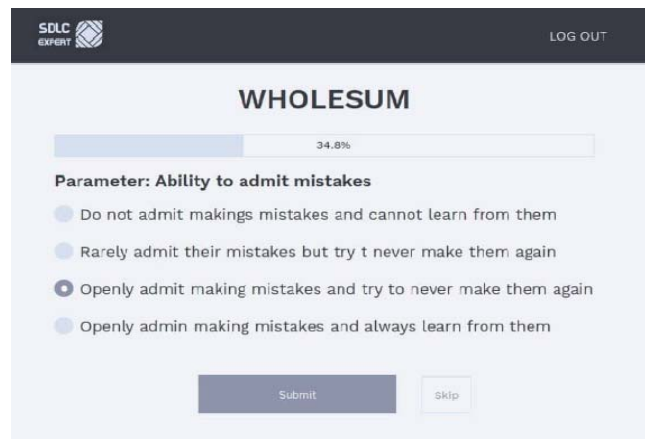 SDLC
EXPERT
LOG OUT
WHOLESUM
34.8%
Parameter: Ability to admit mistakes
Do not admit makings mistakes and cannot learn from them
Rarely admit their mistakes but try t never make them again
Openly admit making mistakes and try to never make them again
Openly admin making mistakes and always learn from them
Submit
Skip